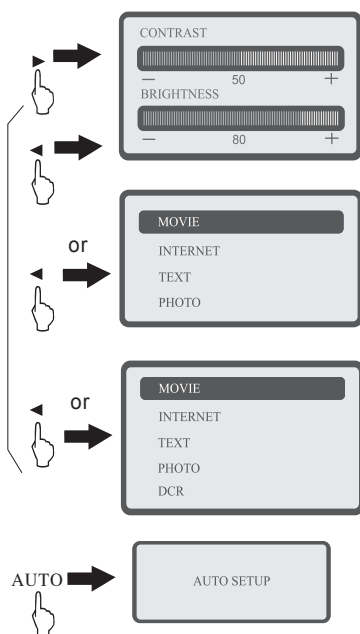 CONTRAST
— 50 +
BRIGHTNESS
— 80 +
or
MOVIE
INTERNET
TEXT
PHOTO
or
MOVIE
INTERNET
TEXT
PHOTO
DCR
AUTO
AUTO SETUP